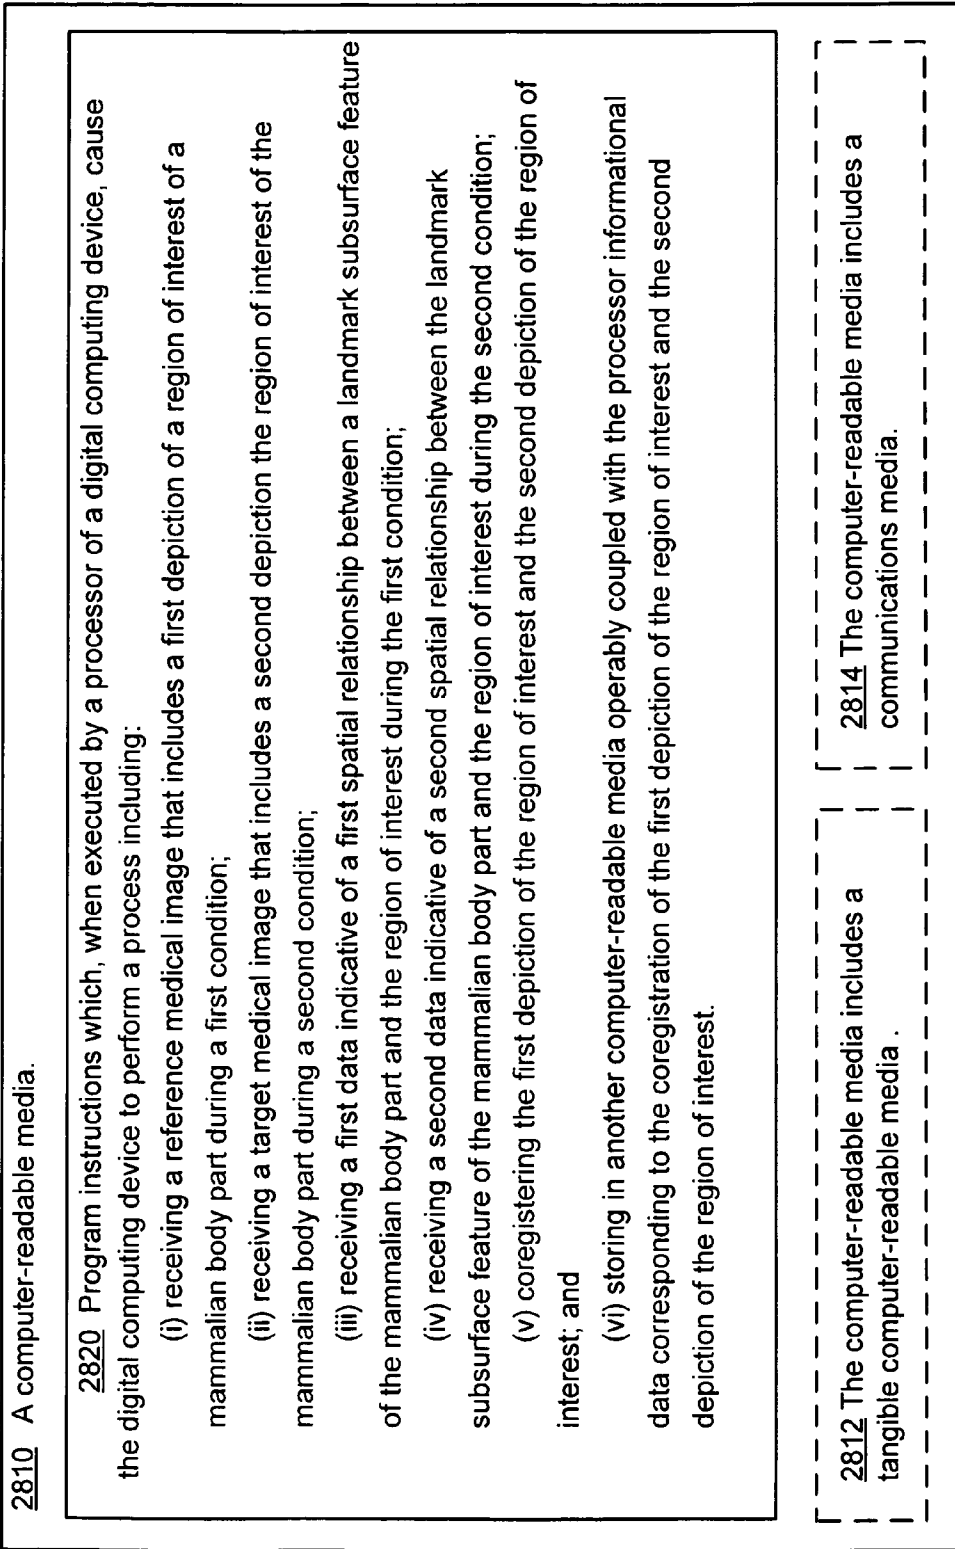 2810 A computer-readable media.
2820 Program instructions which, when executed by a processor of a digital computing device, cause
the digital computing device to perform a process including:
(i) receiving a reference medical image that includes a first depiction of a region of interest of a
mammalian body part during a first condition;
(ii) receiving a target medical image that includes a second depiction the region of interest of the
mammalian body part during a second condition;
(iii) receiving a first data indicative of a first spatial relationship between a landmark subsurface feature
of the mammalian body part and the region of interest during the first condition;
(iv) receiving a second data indicative of a second spatial relationship between the landmark
subsurface feature of the mammalian body part and the region of interest during the second condition;
(v) coregistering the first depiction of the region of interest and the second depiction of the region of
interest; and
(vi) storing in another computer-readable media operably coupled with the processor informational
data corresponding to the coregistration of the first depiction of the region of interest and the second
depiction of the region of interest.
2812 The computer-readable media includes a
tangible computer-readable media .
2814 The computer-readable media includes a
communications media.